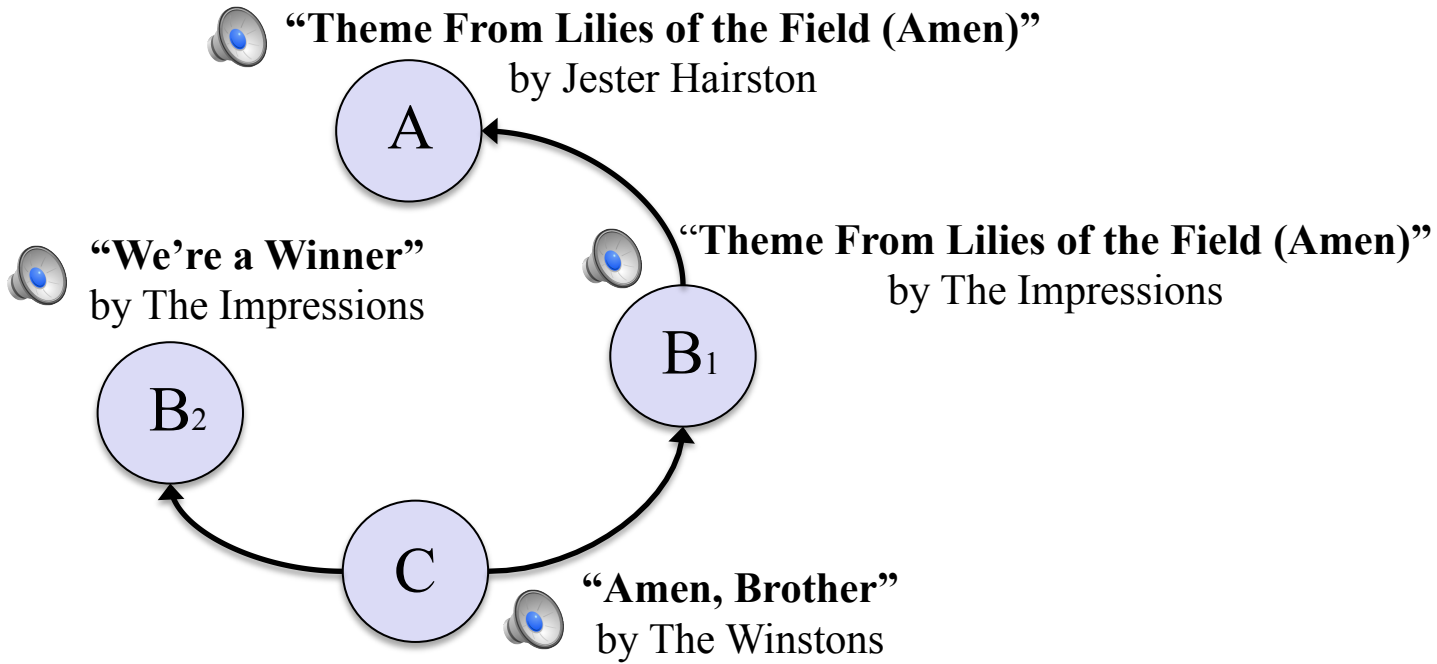 “Theme From Lilies of the Field (Amen)”
by Jester Hairston
A
“We’re a Winner”
by The Impressions
“Theme From Lilies of the Field (Amen)”
by The Impressions
B2
B1
C
“Amen, Brother”
by The Winstons